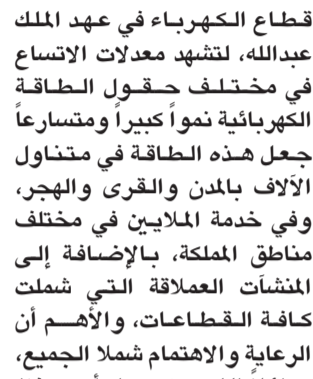 قطاع الكهرباء في عهد الملك
عبدالله، لتشهد معدلات الاتساع
في مختلف حقول الطاقة
الكهربائية نمواً كبيراً ومتسارعاً
جعل هذه الطاقة في متناول
الآلاف بالمدن والقرى والهجر،
وفي خدمة الملايين في مختلف
مناطق المملكة، بالإضافة إلى
المنشآت العملاقة التي شملت
كافة القطاعات، والأهم أن
الرعاية والاهتمام شملا الجميع،